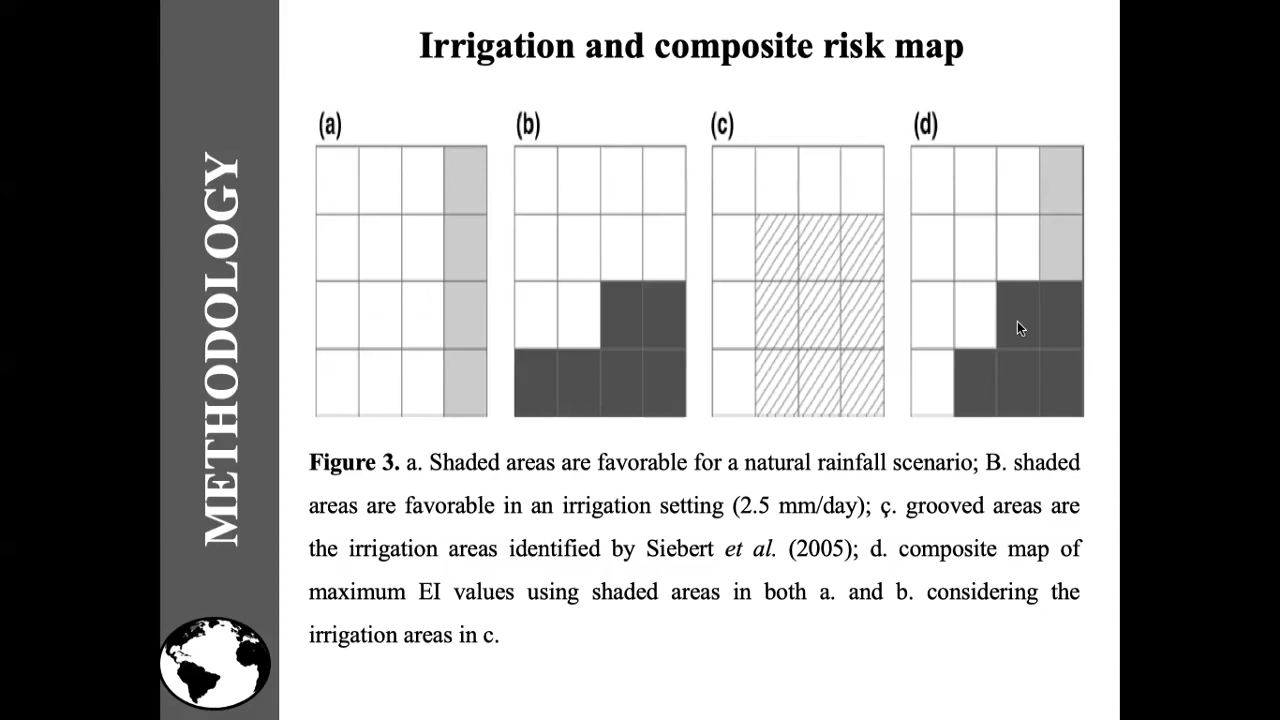 Irrigation and composite risk map
METHODOLOGY
(a) (b) (c) (d)
Figure 3. a. Shaded areas are favorable for a natural rainfall scenario; B. shaded
areas are favorable in an irrigation setting (2.5 mm/day); ç. grooved areas are
the irrigation areas identified by Siebert et al. (2005); d. composite map of
maximum EI values using shaded areas in both a. and b. considering the
irrigation areas in c.